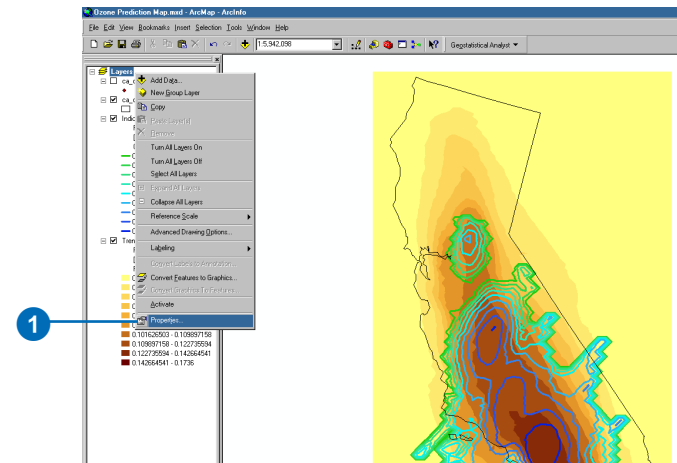 Ozone Prediction Map.mxd - ArcMap - ArcInfo
File Edit View Bookmarks Insert Selection Tools Window Help
1:5,942,098 Geostatistical Analyst
Layers
ca_
ca_
Indic
Tren
Add Data...
New Group Layer
Copy
Paste Layer(s)
Remove
Turn All Layers On
Turn All Layers Off
Select All Layers
Expand All Layers
Collapse All Layers
Reference Scale
Advanced Drawing Options...
Labeling
Convert Labels to Annotation...
Convert Features to Graphics...
Convert Graphics To Features...
Activate
1
Properties...
0.101626503 - 0.109897158
0.109897158 - 0.122735594
0.122735594 - 0.142664541
0.142664541 - 0.1736